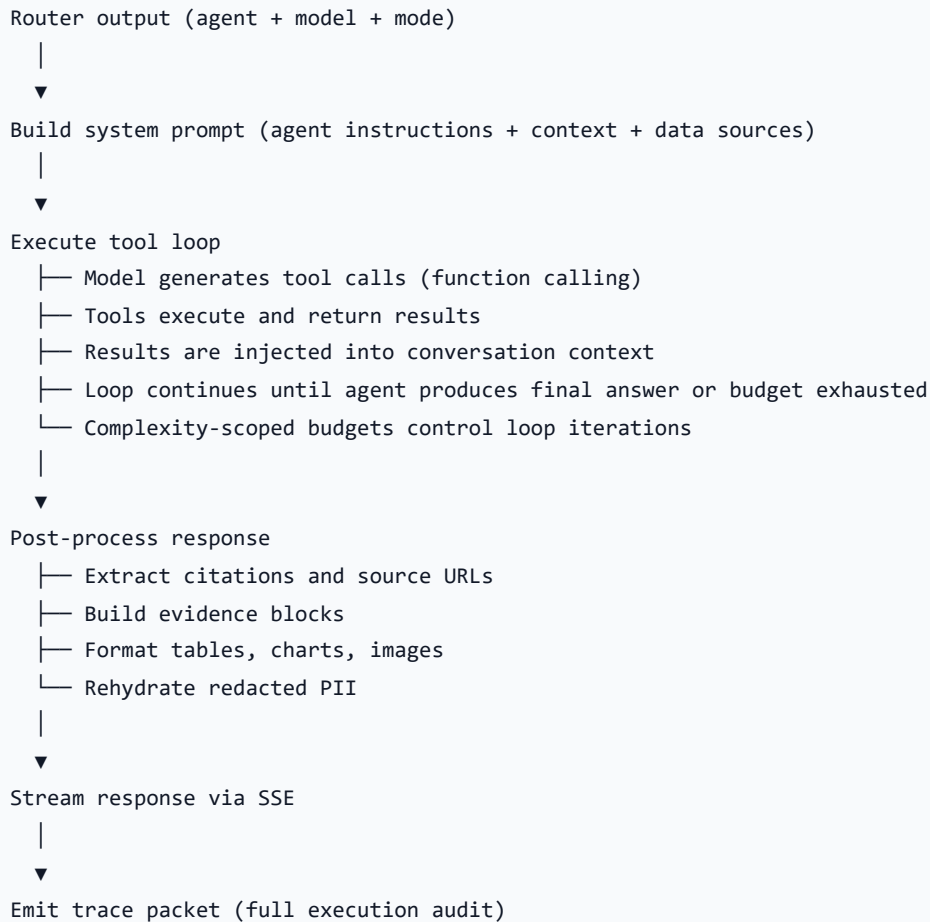 Router output (agent + model + mode)
│
▼
Build system prompt (agent instructions + context + data sources)
│
▼
Execute tool loop
├── Model generates tool calls (function calling)
├── Tools execute and return results
├── Results are injected into conversation context
├── Loop continues until agent produces final answer or budget exhausted
└── Complexity-scoped budgets control loop iterations
│
▼
Post-process response
├── Extract citations and source URLs
├── Build evidence blocks
├── Format tables, charts, images
└── Rehydrate redacted PII
│
▼
Stream response via SSE
│
▼
Emit trace packet (full execution audit)